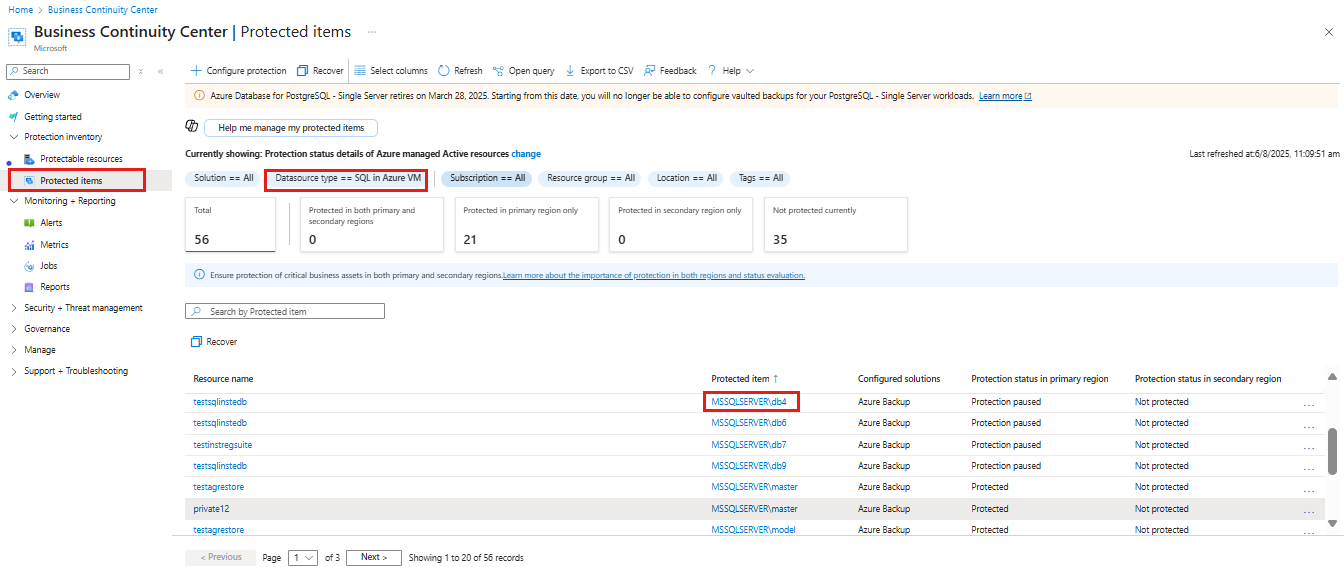 Home > Business Continuity Center
Business Continuity Center | Protected items ...
Microsoft
Search
Overview
Getting started
Protection inventory
Protectable resources
Protected items
Monitoring + Reporting
Alerts
Metrics
Jobs
Reports
Security + Threat management
Governance
Manage
Support + Troubleshooting
+ Configure protection Recover Select columns Refresh Open query Export to CSV Feedback ? Help
Azure Database for PostgreSQL - Single Server retires on March 28, 2025. Starting from this date, you will no longer be able to configure vaulted backups for your PostgreSQL - Single Server workloads. Learn more
Help me manage my protected items
Currently showing: Protection status details of Azure managed Active resources change
Last refreshed at:6/8/2025, 11:09:51 am
Solution == All Datasource type == SQL in Azure VM Subscription == All Resource group == All Location == All Tags == All
Total
56
Protected in both primary and
secondary regions
0
Protected in primary region only
21
Protected in secondary region only
0
Not protected currently
35
Ensure protection of critical business assets in both primary and secondary regions.Learn more about the importance of protection in both regions and status evaluation.
Search by Protected item
Recover
Resource name Protected item ↑ Configured solutions Protection status in primary region Protection status in secondary region
testsqlinstedb MSSQLSERVER\db4 Azure Backup Protection paused Not protected ...
testsqlinstedb MSSQLSERVER\db6 Azure Backup Protection paused Not protected ...
testinstregsuite MSSQLSERVER\db7 Azure Backup Protection paused Not protected ...
testsqlinstedb MSSQLSERVER\db9 Azure Backup Protection paused Not protected ...
testagrestore MSSQLSERVER\master Azure Backup Protected Not protected ...
private12 MSSQLSERVER\master Azure Backup Protected Not protected ...
testagrestore MSSQLSERVER\model Azure Backup Protected Not protected ...
< Previous Page 1 of 3 Next > Showing 1 to 20 of 56 records